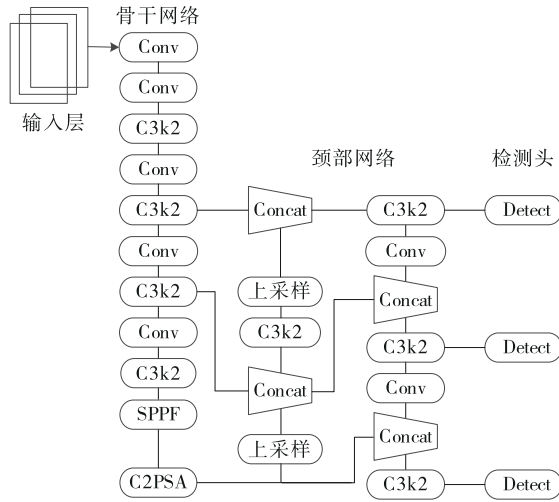 骨干网络
Conv
输入层
Conv
C3k2
Conv
颈部网络
检测头
C3k2
Concat
C3k2
Detect
Conv
Conv
C3k2
上采样
Concat
Conv
C3k2
C3k2
Detect
C3k2
Concat
Conv
SPPF
上采样
Concat
C2PSA
C3k2
Detect